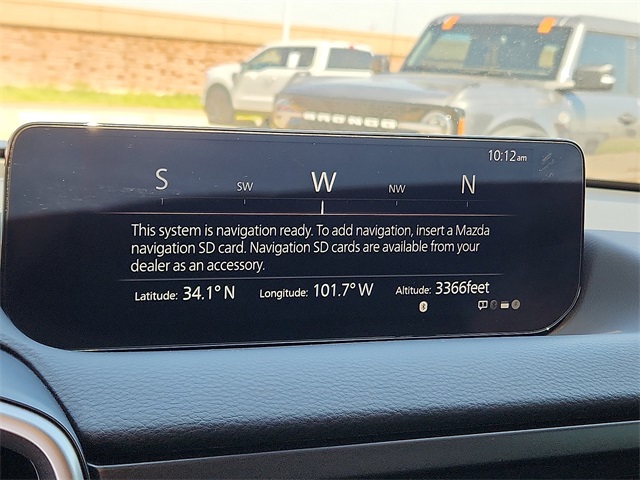 BRONCO
10:12am
S SW W NW N
This system is navigation ready. To add navigation, insert a Mazda
navigation SD card. Navigation SD cards are available from your
dealer as an accessory.
Latitude: 34.1° N Longitude: 101.7° W Altitude: 3366feet